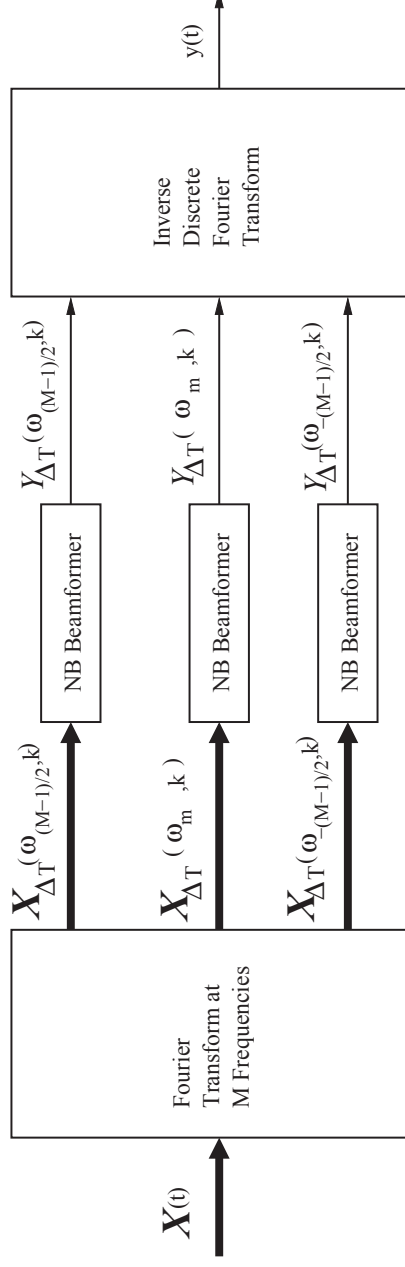 X(t)
Fourier
Transform at
M Frequencies
X_ΔT(ω_(M−1)/2,k)
X_ΔT(ω_m,k)
X_ΔT(ω_−(M−1)/2,k)
NB Beamformer
NB Beamformer
NB Beamformer
Y_ΔT(ω_(M−1)/2,k)
Y_ΔT(ω_m,k)
Y_ΔT(ω_−(M−1)/2,k)
Inverse
Discrete
Fourier
Transform
y(t)